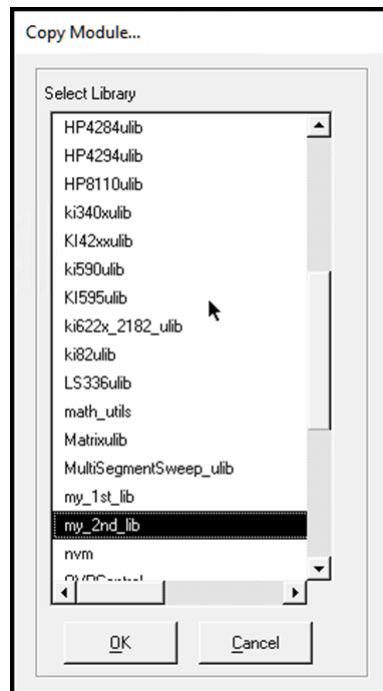 Copy Module...
Select Library
HP4284ulib
HP4294ulib
HP8110ulib
ki340xulib
KI42xxulib
ki590ulib
KI595ulib
ki622x_2182_ulib
ki82ulib
LS336ulib
math_utils
Matrixulib
MultiSegmentSweep_ulib
my_1st_lib
my_2nd_lib
nvm
OK
Cancel